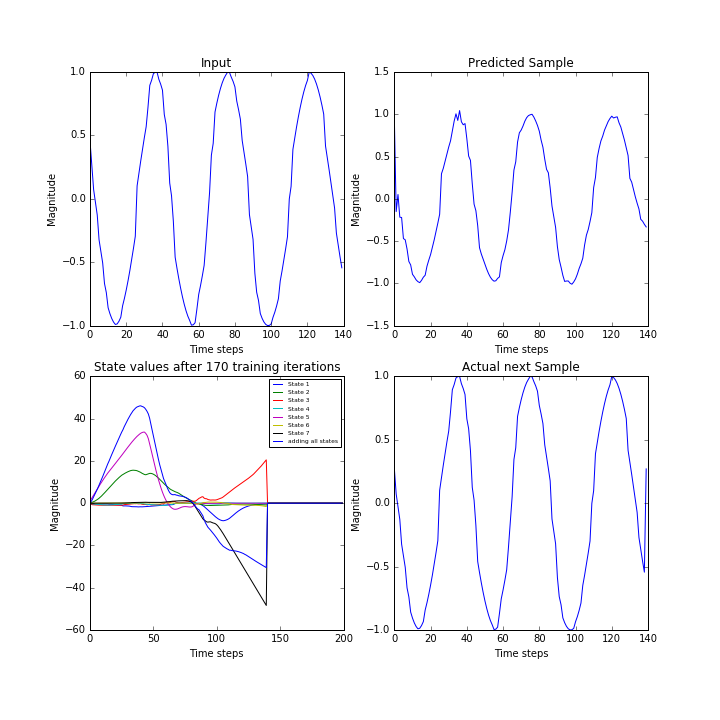 Input
1.0
0.5
0.0
−0.5
−1.0
Magnitude
0 20 40 60 80 100 120 140
Time steps
Predicted Sample
1.5
1.0
0.5
0.0
−0.5
−1.0
−1.5
Magnitude
0 20 40 60 80 100 120 140
Time steps
State values after 170 training iterations
60
40
20
0
−20
−40
−60
Magnitude
State 1
State 2
State 3
State 4
State 5
State 6
State 7
adding all states
0 50 100 150 200
Time steps
Actual next Sample
1.0
0.5
0.0
−0.5
−1.0
Magnitude
0 20 40 60 80 100 120 140
Time steps